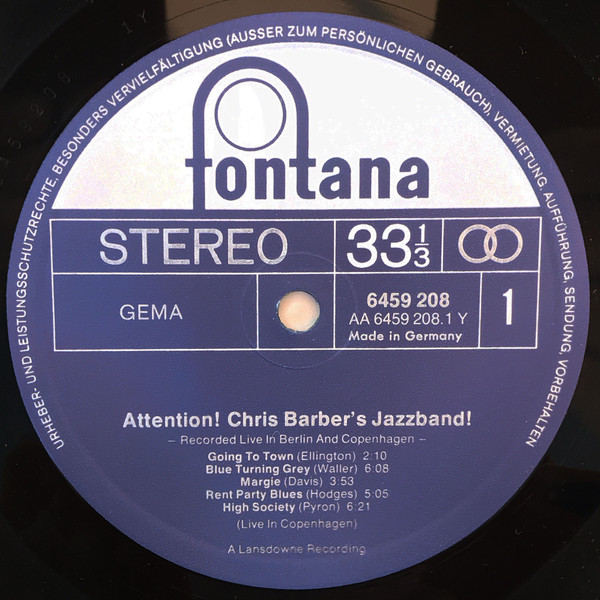 URHEBER- UND LEISTUNGSSCHUTZRECHTE, BESONDERS VERVIELFÄLTIGUNG (AUSSER ZUM PERSÖNLICHEN GEBRAUCH), VERMIETUNG, AUFFÜHRUNG, SENDUNG, VORBEHALTEN
fontana
STEREO
33 1/3
GEMA
6459 208
AA 6459 208.1 Y
Made in Germany
1
Attention! Chris Barber's Jazzband!
– Recorded Live in Berlin And Copenhagen –
Going To Town (Ellington) 2:10
Blue Turning Grey (Waller) 6:08
Margie (Davis) 3:53
Rent Party Blues (Hodges) 5:05
High Society (Pyron) 6:21
(Live In Copenhagen)
A Lansdowne Recording